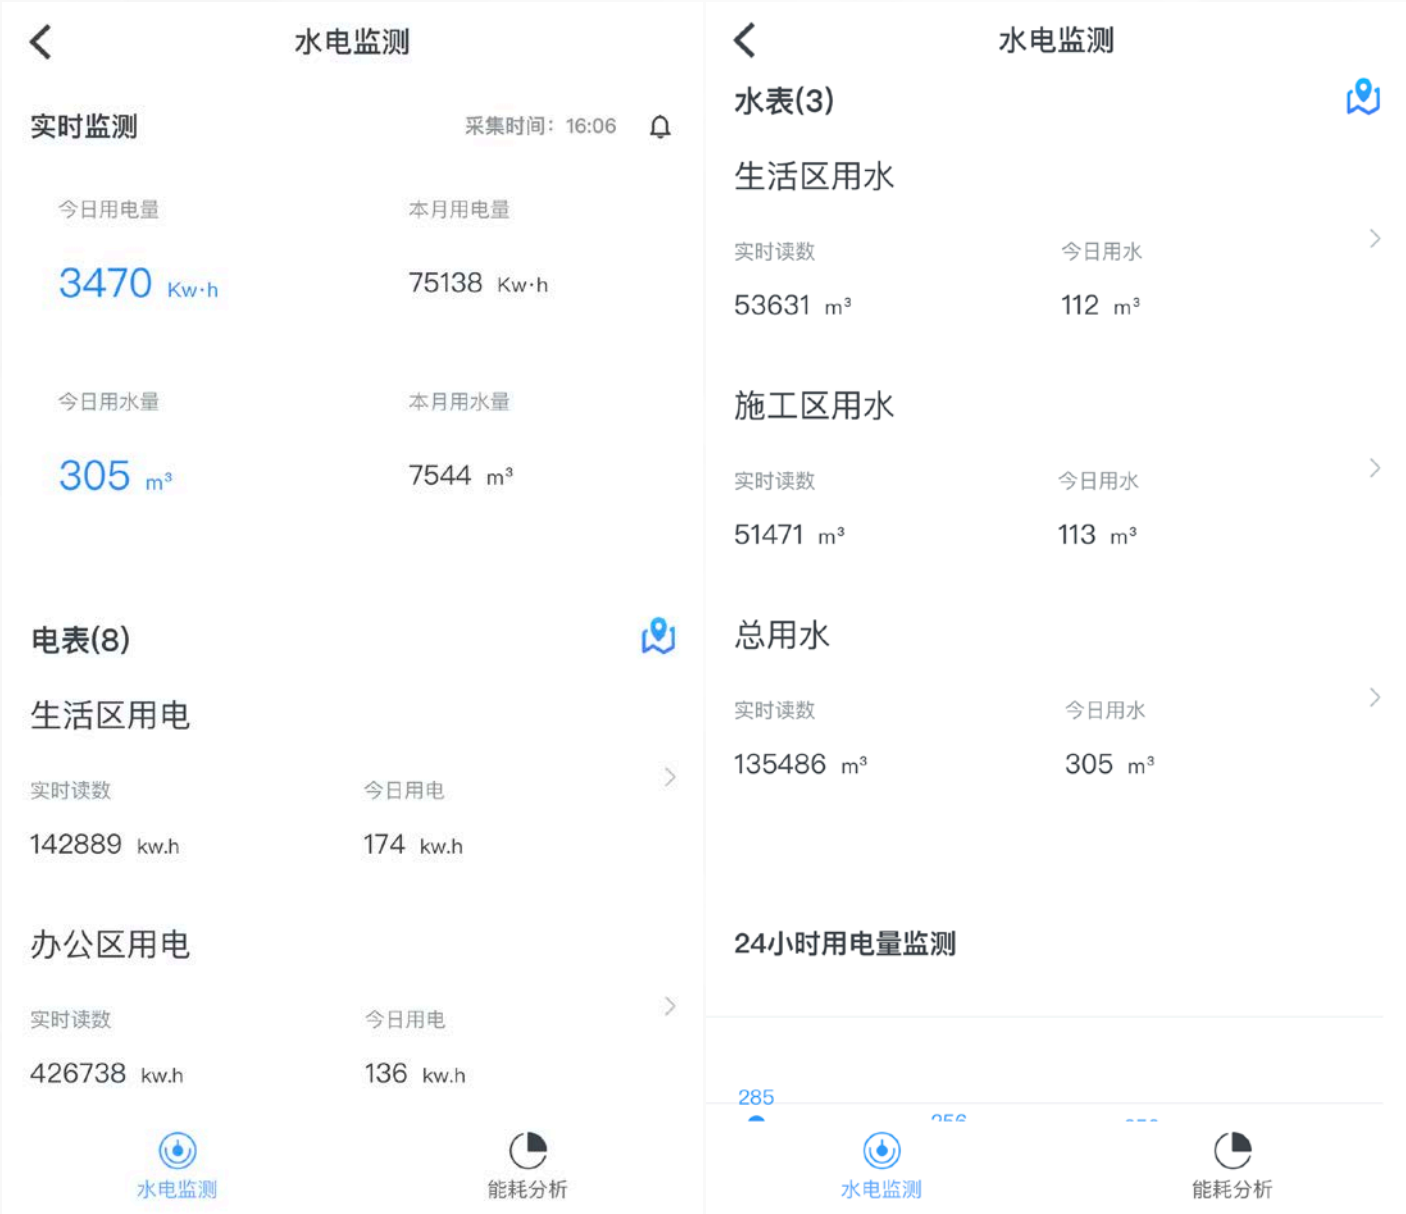 水电监测
实时监测
采集时间：16:06
今日用电量
本月用电量
3470 Kw·h
75138 Kw·h
今日用水量
本月用水量
305 m³
7544 m³
电表(8)
生活区用电
实时读数
今日用电
142889 kw.h
174 kw.h
办公区用电
实时读数
今日用电
426738 kw.h
136 kw.h
水电监测
能耗分析
水电监测
水表(3)
生活区用水
实时读数
今日用水
53631 m³
112 m³
施工区用水
实时读数
今日用水
51471 m³
113 m³
总用水
实时读数
今日用水
135486 m³
305 m³
24小时用电量监测
285
水电监测
能耗分析